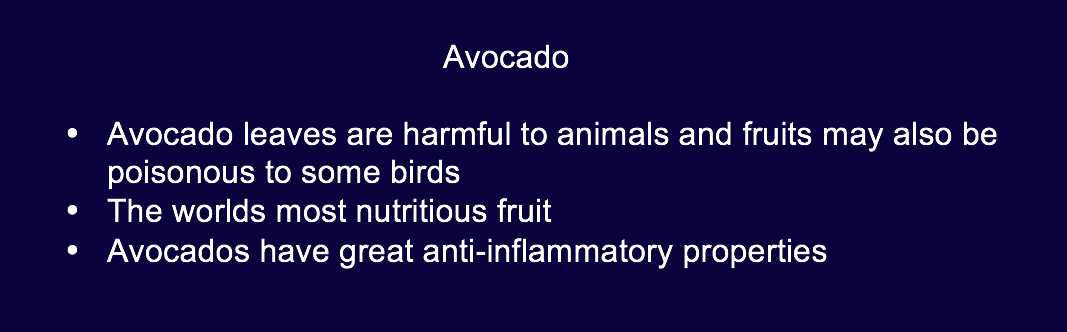 Avocado
• Avocado leaves are harmful to animals and fruits may also be
poisonous to some birds
• The worlds most nutritious fruit
• Avocados have great anti-inflammatory properties